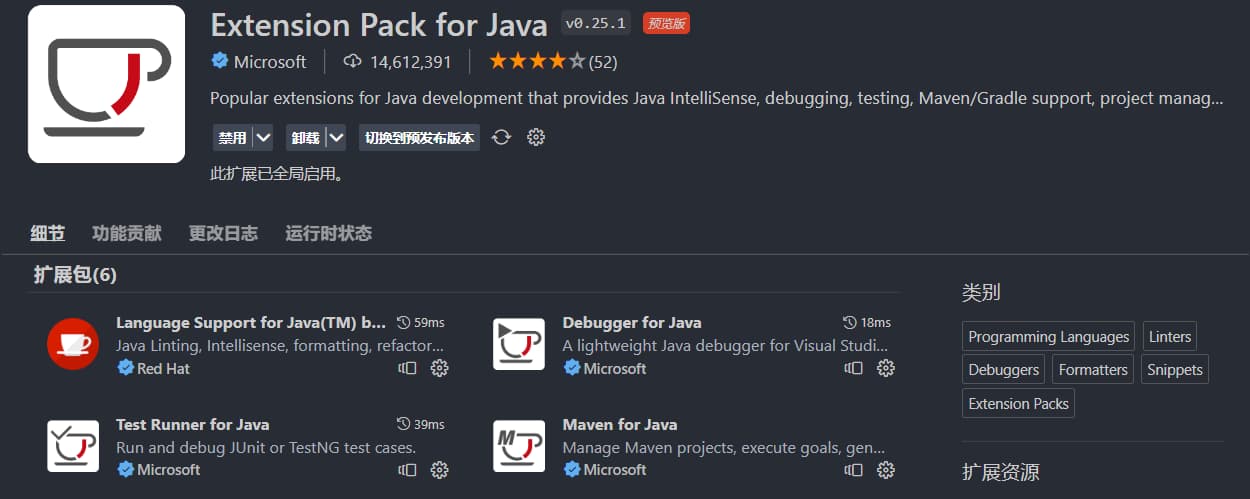 Extension Pack for Java v0.25.1 预览版
Microsoft 14,612,391 (52)
Popular extensions for Java development that provides Java IntelliSense, debugging, testing, Maven/Gradle support, project manag...
禁用 卸载 切换到预发布版本
此扩展已全局启用。
细节 功能贡献 更改日志 运行时状态
扩展包(6)
Language Support for Java(TM) b... 59ms
Java Linting, Intellisense, formatting, refactor...
Red Hat
Debugger for Java 18ms
A lightweight Java debugger for Visual Studi...
Microsoft
Test Runner for Java 39ms
Run and debug JUnit or TestNG test cases.
Microsoft
M
Maven for Java
Manage Maven projects, execute goals, gen...
Microsoft
类别
Programming Languages Linters
Debuggers Formatters Snippets
Extension Packs
扩展资源